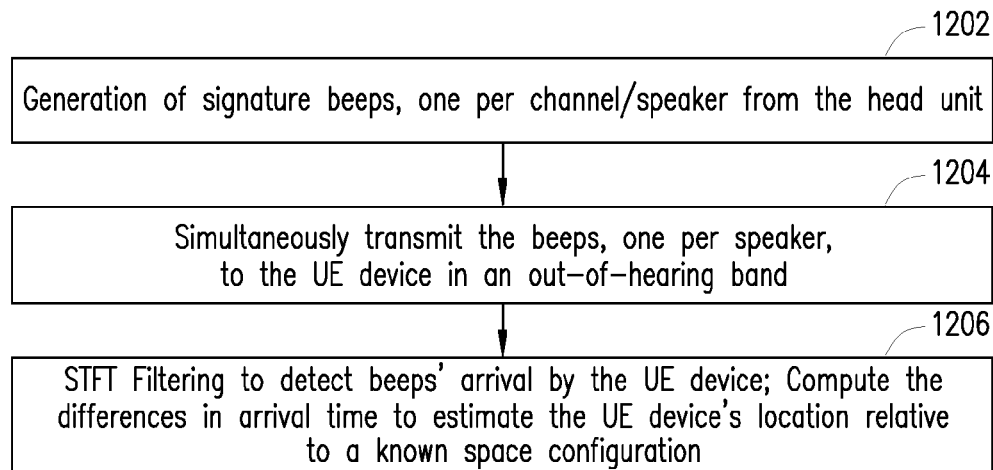 1202
Generation of signature beeps, one per channel/speaker from the head unit
1204
Simultaneously transmit the beeps, one per speaker,
to the UE device in an out-of-hearing band
1206
STFT Filtering to detect beeps' arrival by the UE device; Compute the
differences in arrival time to estimate the UE device's location relative
to a known space configuration